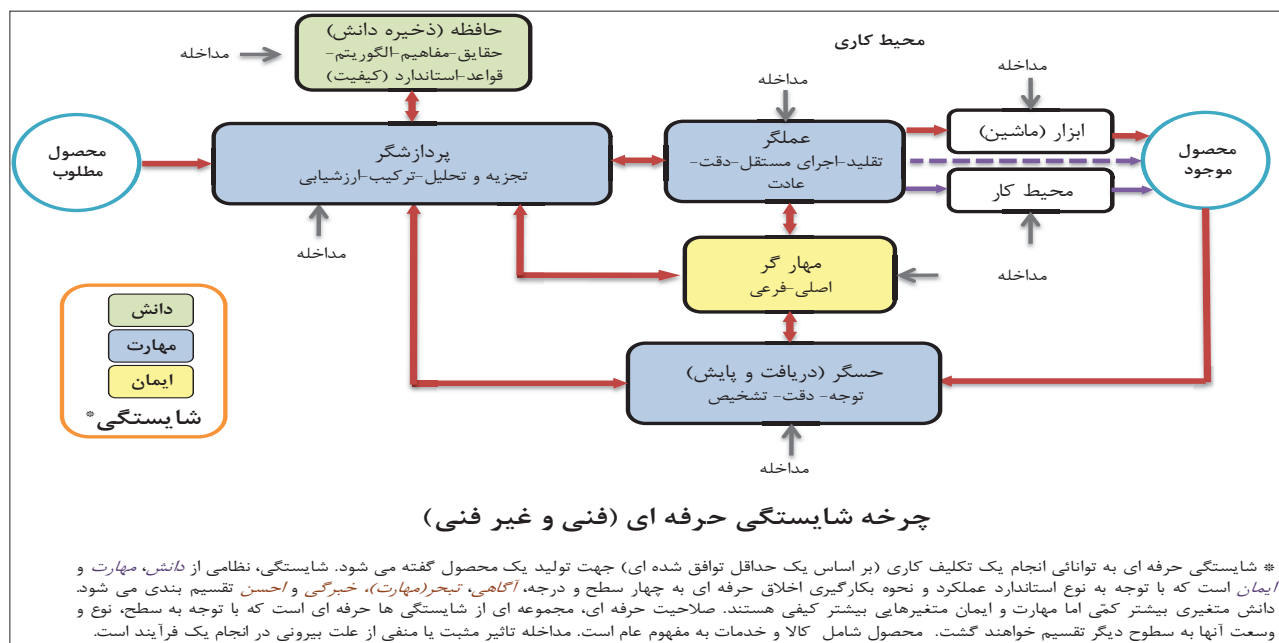 حافظه (ذخیره دانش)
حقایق-مفاهیم-الگوریتم-
قواعد-استاندارد (کیفیت)
مداخله
محیط کاری
مداخله
مداخله
محصول
مطلوب
پردازشگر
تجزیه و تحلیل-ترکیب-ارزشیابی
عملگر
تقلید-اجرای مستقل-دقت-
عادت
ابزار (ماشین)
محیط کار
محصول
موجود
مداخله
مهار گر
اصلی-فرعی
مداخله
حسگر (دریافت و پایش)
توجه- دقت- تشخیص
مداخله
دانش
مهارت
ایمان
شایستگی*
چرخه شایستگی حرفه ای (فنی و غیر فنی)
* شایستگی حرفه ای به توانائی انجام یک تکلیف کاری (بر اساس یک حداقل توافق شده ای) جهت تولید یک محصول گفته می شود. شایستگی، نظامی از دانش، مهارت و
ایمان است که با توجه به نوع استاندارد عملکرد و نحوه بکارگیری اخلاق حرفه ای به چهار سطح و درجه، آگاهی، تبحر(مهارت)، خبرگی و احسن تقسیم بندی می شود.
دانش متغیری بیشتر کمّی اما مهارت و ایمان متغیرهایی بیشتر کیفی هستند. صلاحیت حرفه ای، مجموعه ای از شایستگی ها حرفه ای است که با توجه به سطح، نوع و
وسعت آنها به سطوح دیگر تقسیم خواهند گشت. محصول شامل کالا و خدمات به مفهوم عام است. مداخله تاثیر مثبت یا منفی از علت بیرونی در انجام یک فرآیند است.